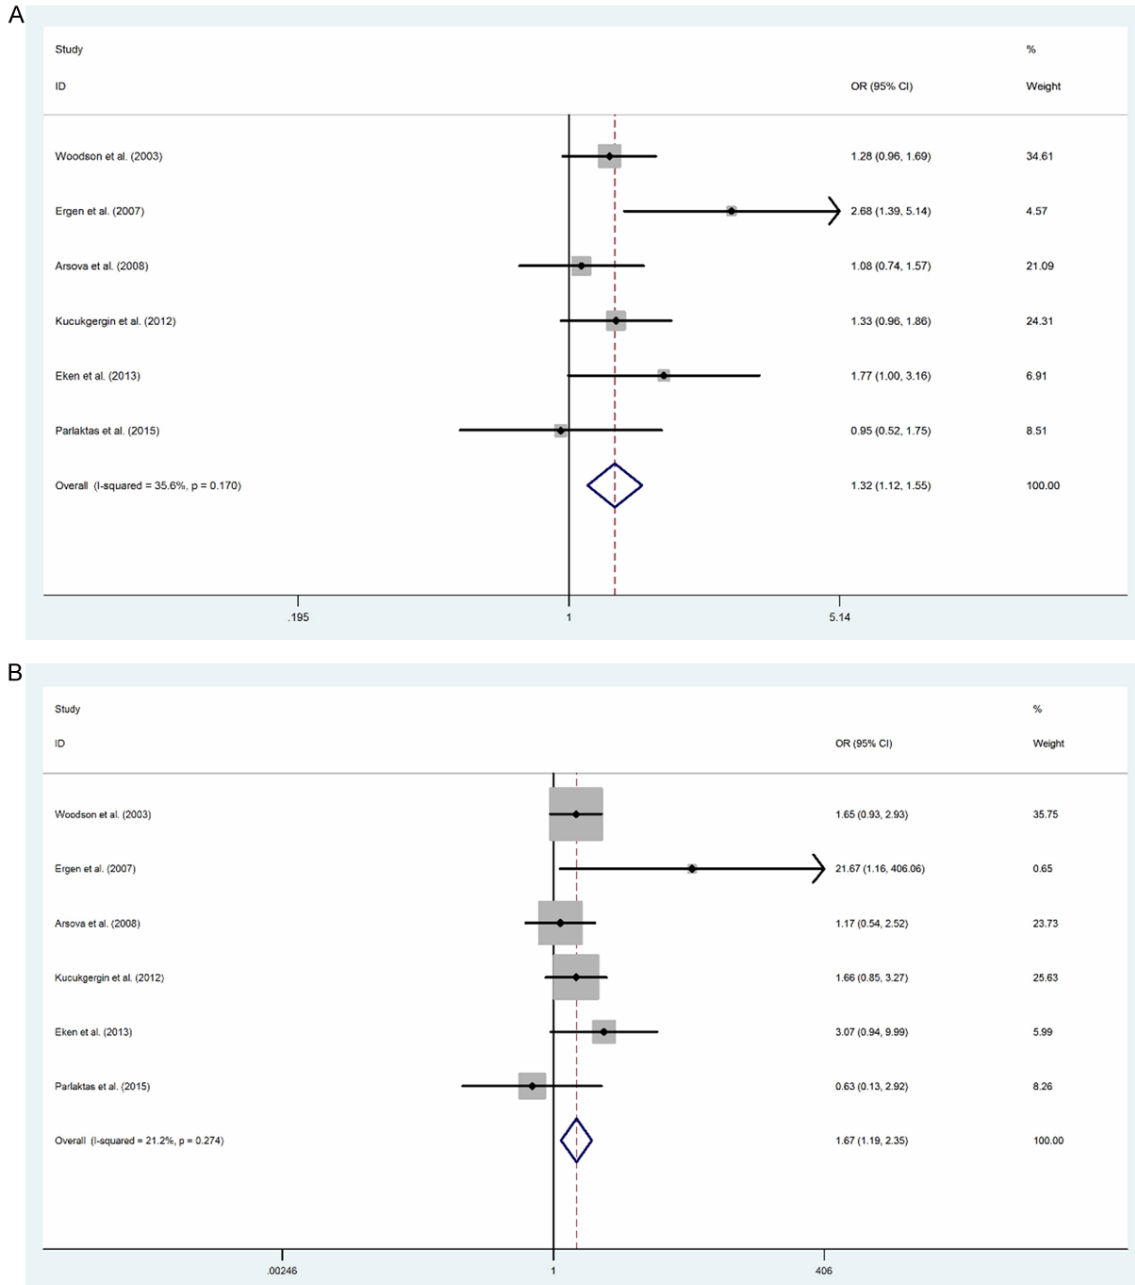 A
Study %
ID OR (95% CI) Weight
Woodson et al. (2003) 1.28 (0.96, 1.69) 34.61
Ergen et al. (2007) 2.68 (1.39, 5.14) 4.57
Arsova et al. (2008) 1.08 (0.74, 1.57) 21.09
Kucukgergin et al. (2012) 1.33 (0.96, 1.86) 24.31
Eken et al. (2013) 1.77 (1.00, 3.16) 6.91
Parlaktas et al. (2015) 0.95 (0.52, 1.75) 8.51
Overall (I-squared = 35.6%, p = 0.170) 1.32 (1.12, 1.55) 100.00
.195 1 5.14
B
Study %
ID OR (95% CI) Weight
Woodson et al. (2003) 1.65 (0.93, 2.93) 35.75
Ergen et al. (2007) 21.67 (1.16, 406.06) 0.65
Arsova et al. (2008) 1.17 (0.54, 2.52) 23.73
Kucukgergin et al. (2012) 1.66 (0.85, 3.27) 25.63
Eken et al. (2013) 3.07 (0.94, 9.99) 5.99
Parlaktas et al. (2015) 0.63 (0.13, 2.92) 8.26
Overall (I-squared = 21.2%, p = 0.274) 1.67 (1.19, 2.35) 100.00
.00246 1 406